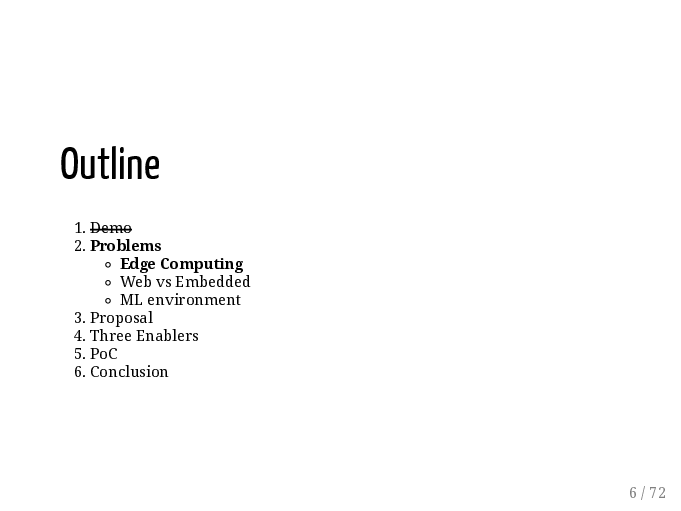 Outline
1. Demo
2. Problems
Edge Computing
Web vs Embedded
ML environment
3. Proposal
4. Three Enablers
5. PoC
6. Conclusion
6 / 72